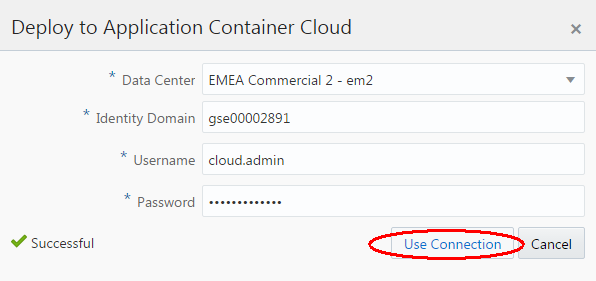 Deploy to Application Container Cloud
* Data Center EMEA Commercial 2 - em2
* Identity Domain gse00002891
* Username cloud.admin
* Password •••••••••••••
Successful Use Connection Cancel